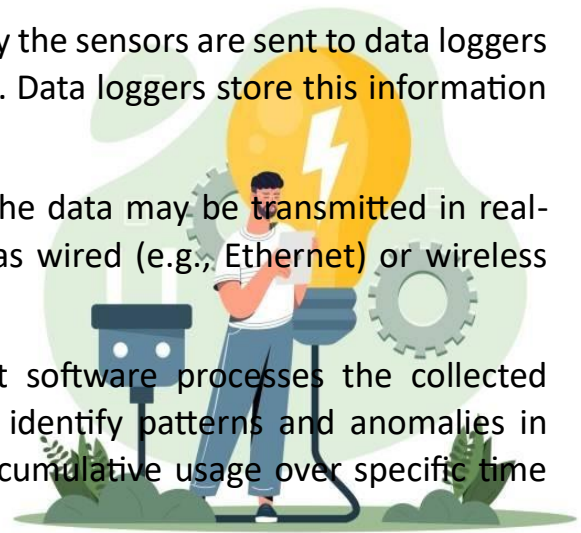 y the sensors are sent to data loggers
. Data loggers store this information
he data may be transmitted in real-
as wired (e.g., Ethernet) or wireless
t software processes the collected
identify patterns and anomalies in
cumulative usage over specific time